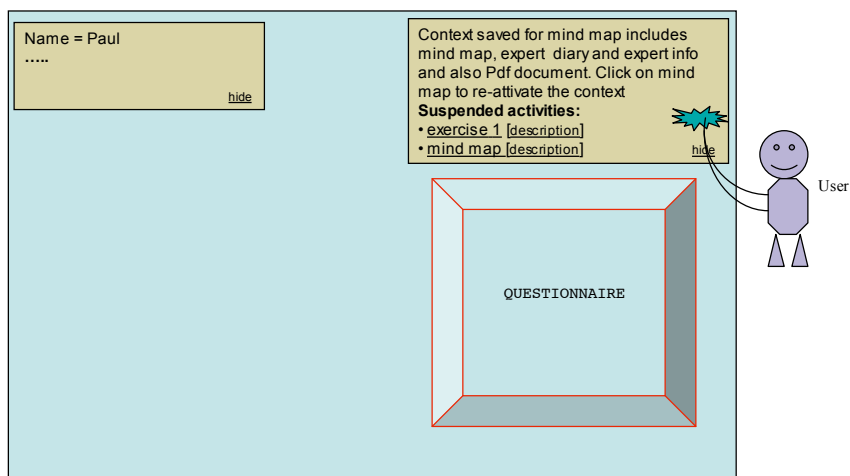 Name = Paul
.....
hide
Context saved for mind map includes
mind map, expert diary and expert info
and also Pdf document. Click on mind
map to re-attivate the context
Suspended activities:
• exercise 1 [description]
• mind map [description]
hide
User
QUESTIONNAIRE